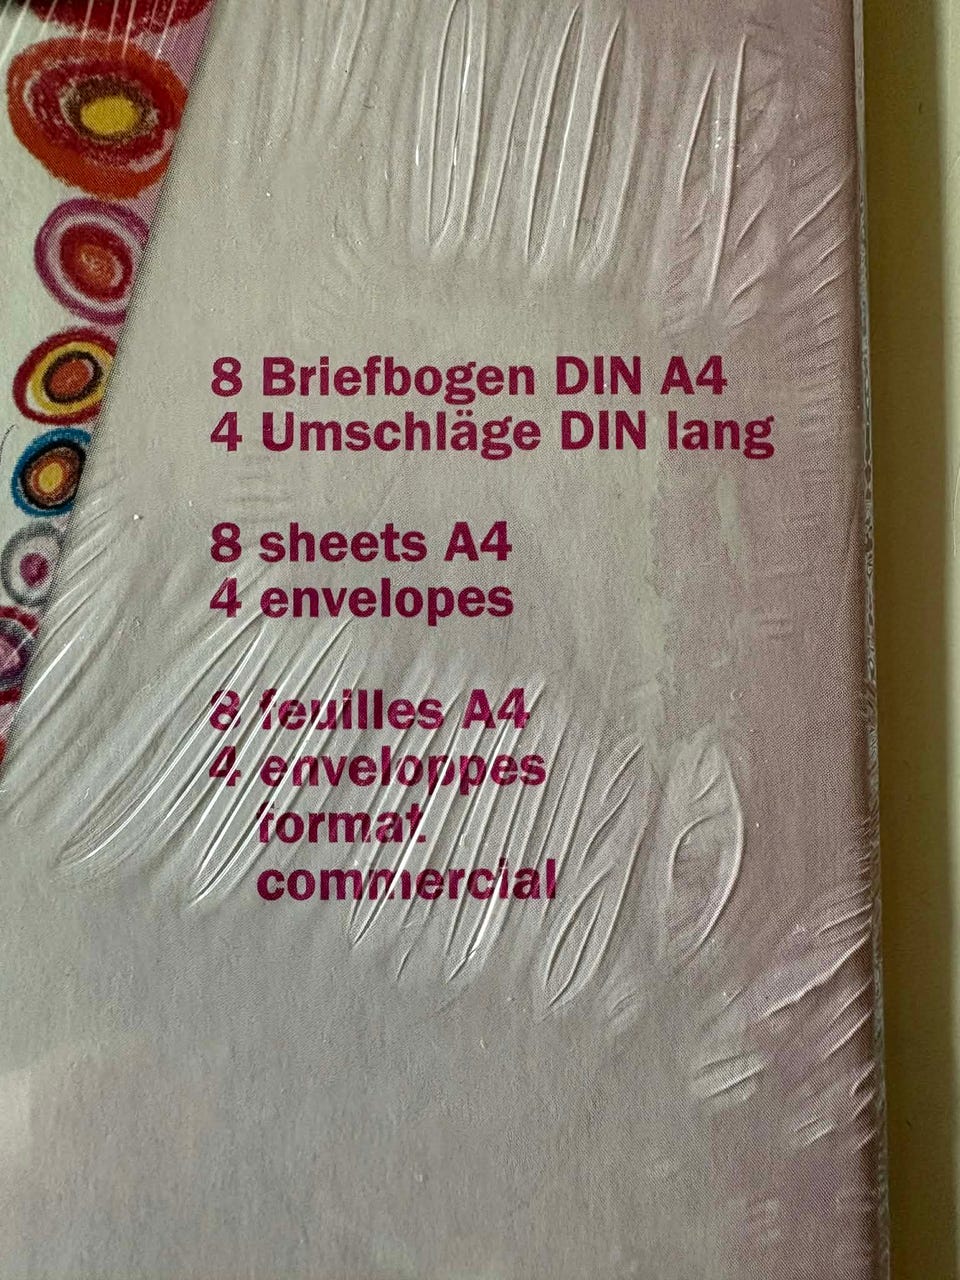 8 Briefbogen DIN A4
4 Umschläge DIN lang
8 sheets A4
4 envelopes
8 feuilles A4
4 enveloppes
format
commercial